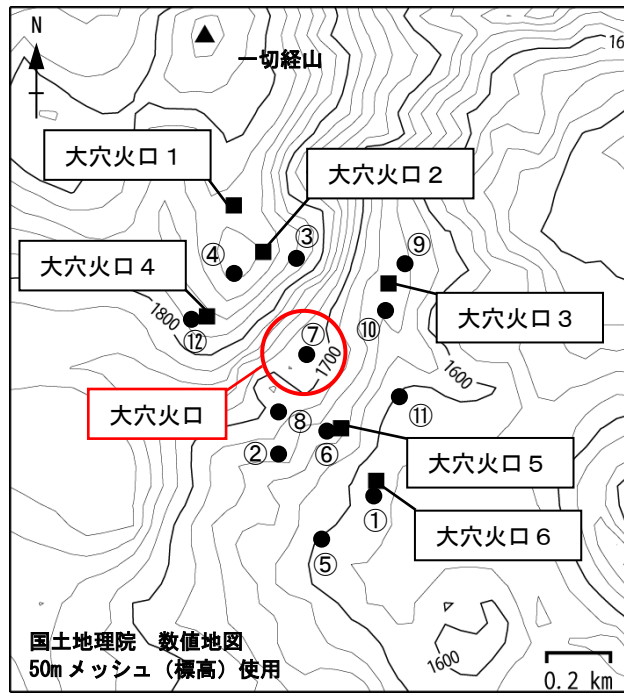 N
一切経山
16
大穴火口1
大穴火口2
③
④
⑨
大穴火口4
大穴火口3
1800
⑫
⑩
⑦
1700
1600
大穴火口
⑪
⑧
⑥
②
大穴火口5
①
大穴火口6
⑤
国土地理院 数値地図
50mメッシュ（標高）使用
1600
0.2 km